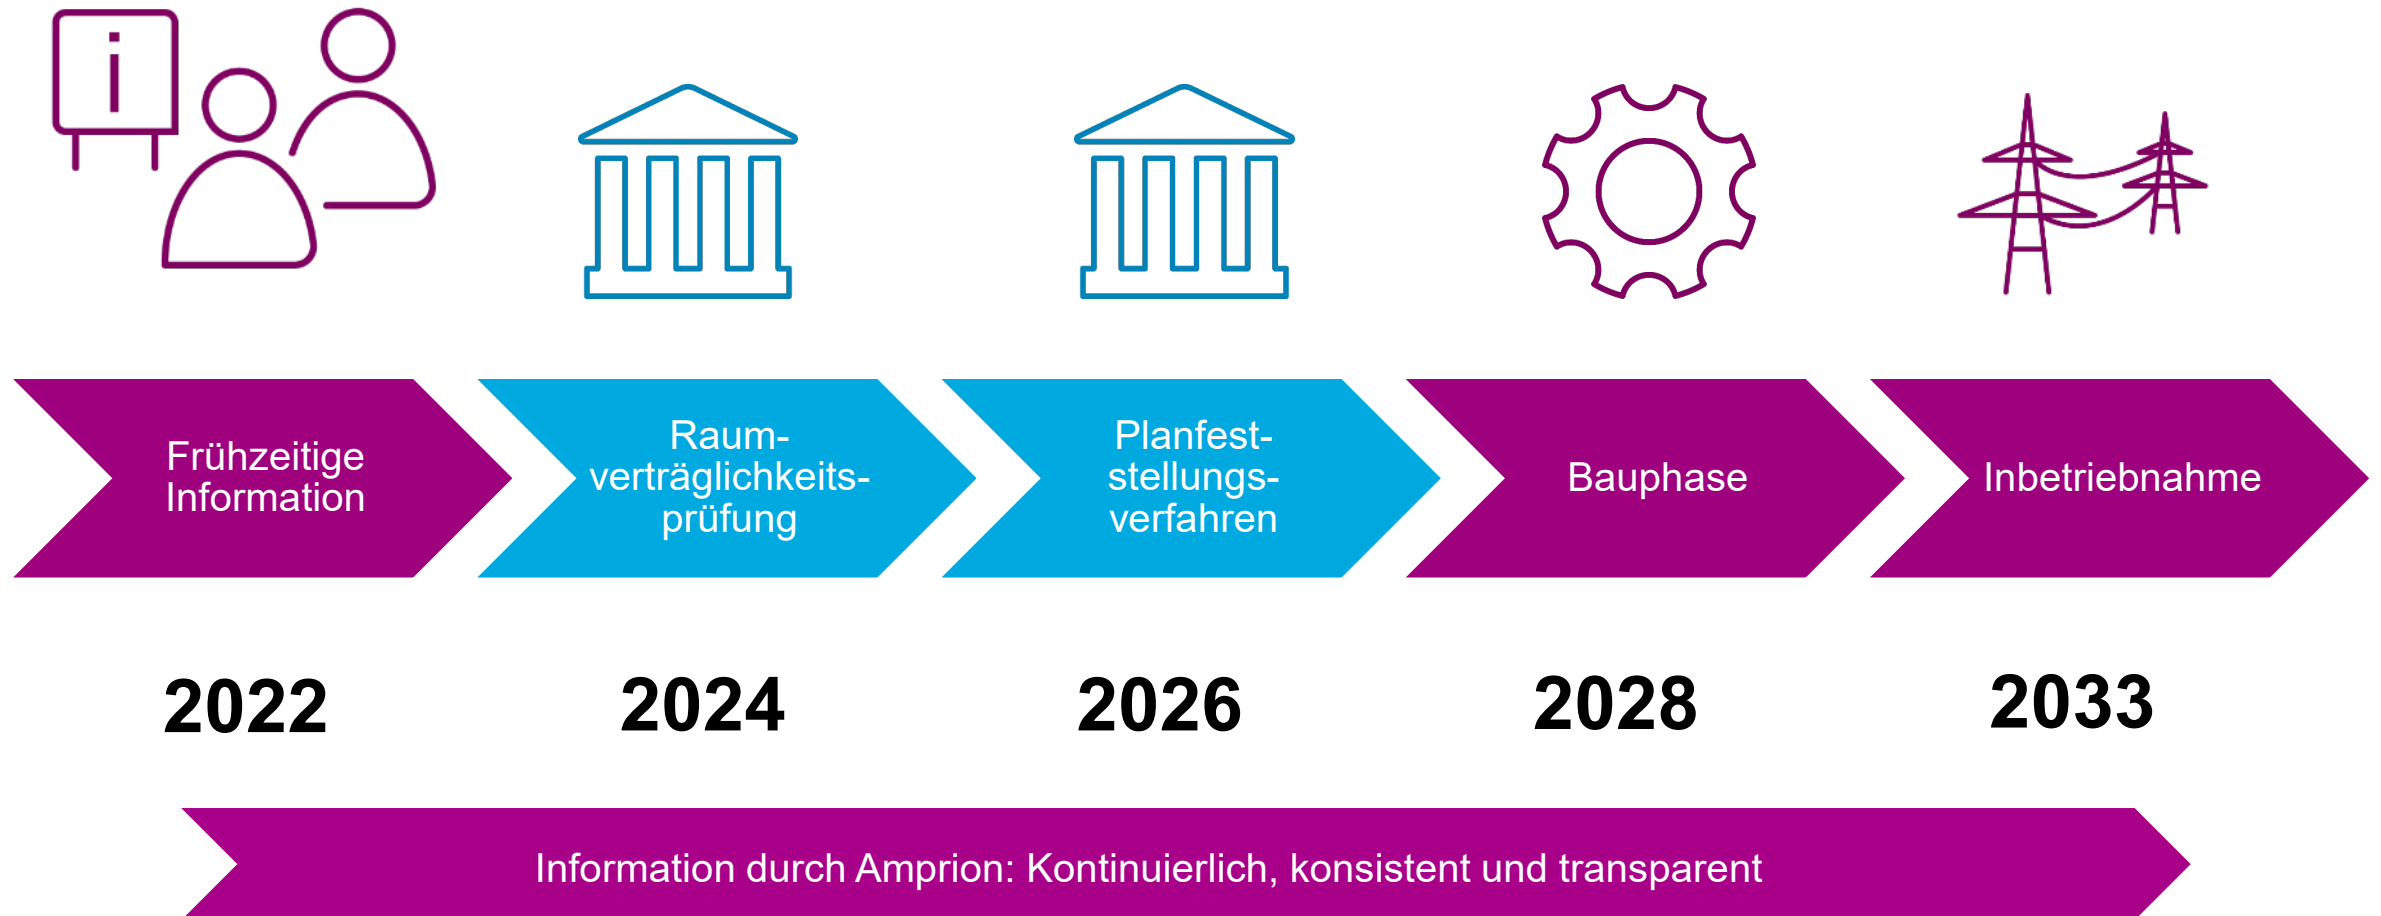 i
Frühzeitige
Information
Raum-
verträglichkeits-
prüfung
Planfest-
stellungs-
verfahren
Bauphase
Inbetriebnahme
2022
2024
2026
2028
2033
Information durch Amprion: Kontinuierlich, konsistent und transparent